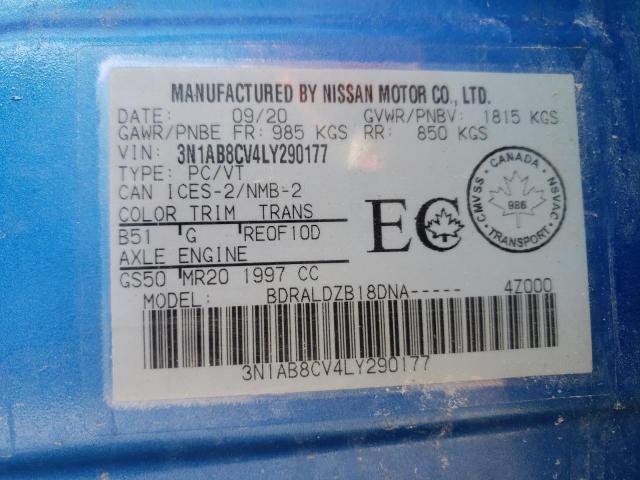 MANUFACTURED BY NISSAN MOTOR CO., LTD.
DATE: 09/20 GVWR/PNBV: 1815 KGS
GAWR/PNBE FR: 985 KGS RR: 850 KGS
VIN: 3N1AB8CV4LY290177
TYPE: PC/VT
CAN ICES-2/NMB-2
COLOR TRIM TRANS
B51 G RE0F10D
AXLE ENGINE
GS50 MR20 1997 CC
MODEL: BDRALDZB18DNA----- 4Z000
EC
CANADA
CMVSS
NSVAC
986
TRANSPORT
3N1AB8CV4LY290177